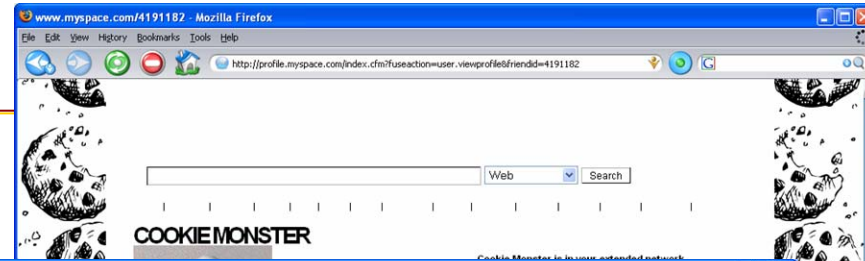 www.myspace.com/4191182 - Mozilla Firefox
File Edit View History Bookmarks Tools Help
http://profile.myspace.com/index.cfm?fuseaction=user.viewprofile&friendid=4191182 G
Web Search
| | | | | | | | | | | | |
COOKIE MONSTER
Cookie Monster is in your extended network